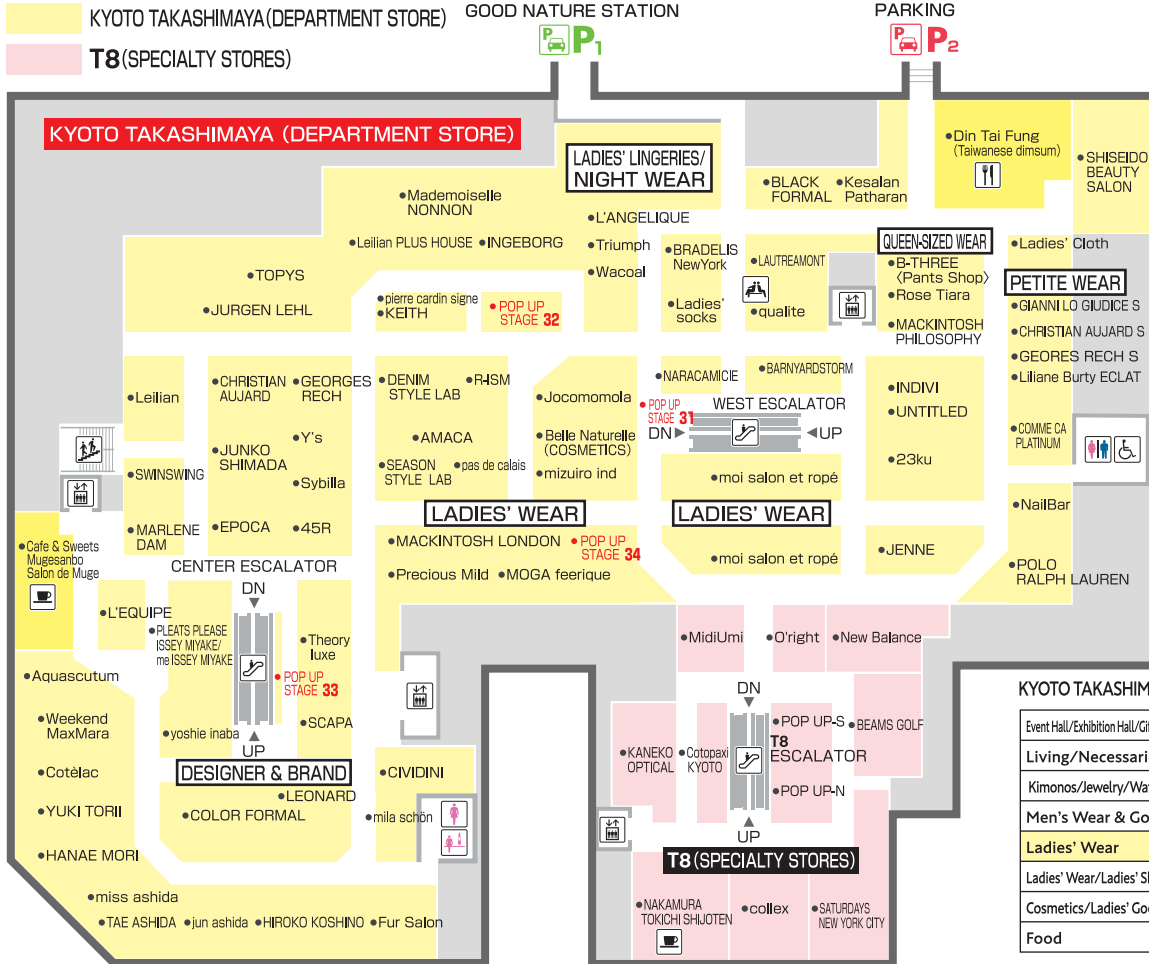 KYOTO TAKASHIMAYA (DEPARTMENT STORE)
T8 (SPECIALTY STORES)
GOOD NATURE STATION
P P1
PARKING
P P2
KYOTO TAKASHIMAYA (DEPARTMENT STORE)
LADIES' LINGERIES/
NIGHT WEAR
•Mademoiselle
NONNON
•Leilian PLUS HOUSE
•INGEBORG
•TOPYS
•JURGEN LEHL
•pierre cardin signe
•KEITH
•POP UP
STAGE 32
•L'ANGELIQUE
•Triumph
•Wacoal
•BRADELIS
NewYork
•Ladies'
socks
•BLACK
FORMAL
•Kesalan
Patharan
•LAUTREAMONT
•qualite
•Din Tai Fung
(Taiwanese dimsum)
•SHISEIDO
BEAUTY
SALON
QUEEN-SIZED WEAR
•B-THREE
〈Pants Shop〉
•Rose Tiara
•MACKINTOSH
PHILOSOPHY
•Ladies' Cloth
PETITE WEAR
•GIANNI LO GIUDICE S
•CHRISTIAN AUJARD S
•GEORES RECH S
•Liliane Burty ECLAT
•COMME CA
PLATINUM
•Leilian
•SWINSWING
•MARLENE
DAM
•CHRISTIAN
AUJARD
•GEORGES
RECH
•JUNKO
SHIMADA
•Y's
•Sybilla
•EPOCA
•45R
•DENIM
STYLE LAB
•R-ISM
•AMACA
•SEASON
STYLE LAB
•pas de calais
•Jocomomola
•Belle Naturelle
(COSMETICS)
•mizuiro ind
•NARACAMICIE
•BARNYARDSTORM
•POP UP
STAGE 31
WEST ESCALATOR
DN
UP
•moi salon et ropé
•INDIVI
•UNTITLED
•23ku
LADIES' WEAR
LADIES' WEAR
•MACKINTOSH LONDON
•POP UP
STAGE 34
•Precious Mild
•MOGA feerique
•moi salon et ropé
•JENNE
•NailBar
•POLO
RALPH LAUREN
•Cafe & Sweets
Mugesanbo
Salon de Muge
CENTER ESCALATOR
DN
•L'EQUIPE
•PLEATS PLEASE
ISSEY MIYAKE/
me ISSEY MIYAKE
•Theory
luxe
•POP UP
STAGE 33
•SCAPA
•yoshie inaba
UP
•Aquascutum
•Weekend
MaxMara
•Cotèlac
•YUKI TORII
•HANAE MORI
DESIGNER & BRAND
•LEONARD
•COLOR FORMAL
•CIVIDINI
•mila schön
•miss ashida
•TAE ASHIDA
•jun ashida
•HIROKO KOSHINO
•Fur Salon
•MidiUmi
•O'right
•New Balance
DN
•POP UP-S
•BEAMS GOLF
•KANEKO
OPTICAL
•Cotopaxi
KYOTO
T8
ESCALATOR
•POP UP-N
UP
T8 (SPECIALTY STORES)
•NAKAMURA
TOKICHI SHIJOTEN
•collex
•SATURDAYS
NEW YORK CITY
KYOTO TAKASHIM
Event Hall/Exhibition Hall/Gi
Living/Necessari
Kimonos/Jewelry/Wa
Men's Wear & Go
Ladies' Wear
Ladies' Wear/Ladies' S
Cosmetics/Ladies' Go
Food